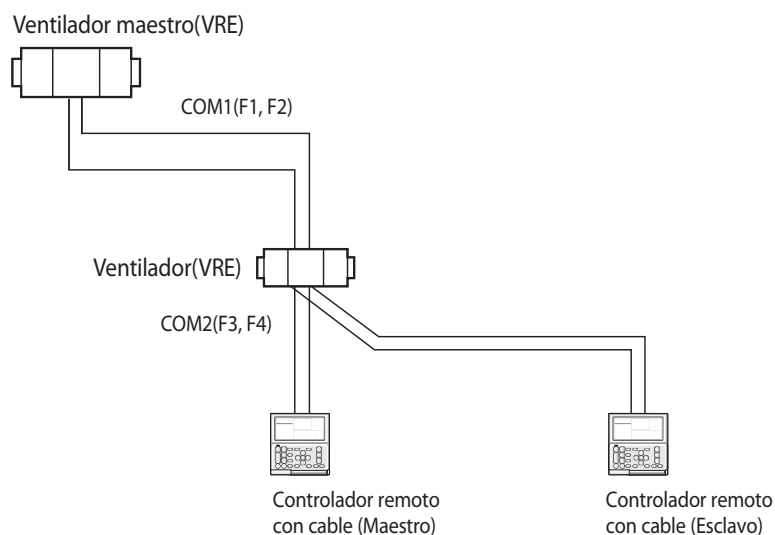 Ventilador maestro(VRE)
COM1(F1, F2)
Ventilador(VRE)
COM2(F3, F4)
Controlador remoto
con cable (Maestro)
Controlador remoto
con cable (Esclavo)